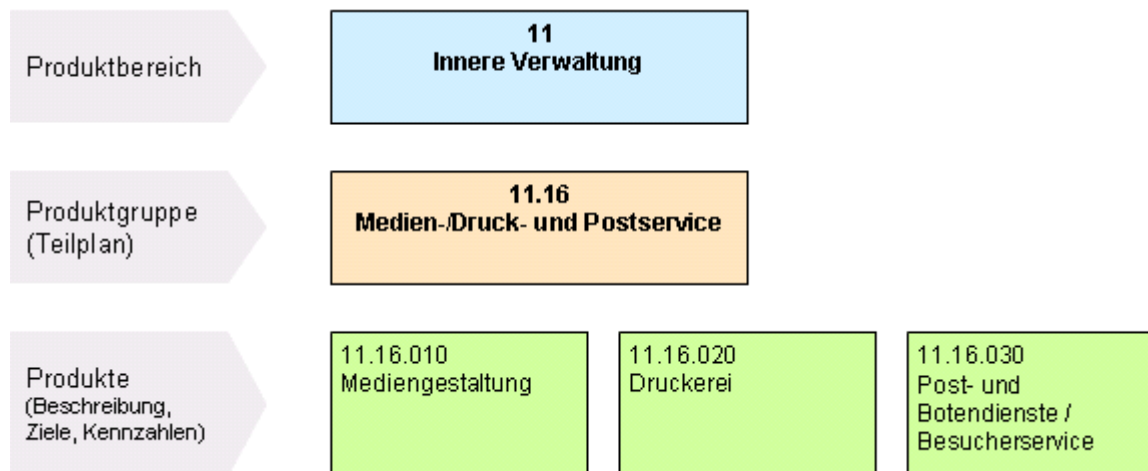 Produktbereich
11
Innere Verwaltung
Produktgruppe
(Teilplan)
11.16
Medien-/Druck- und Postservice
Produkte
(Beschreibung,
Ziele, Kennzahlen)
11.16.010
Mediengestaltung
11.16.020
Druckerei
11.16.030
Post- und
Botendienste /
Besucherservice